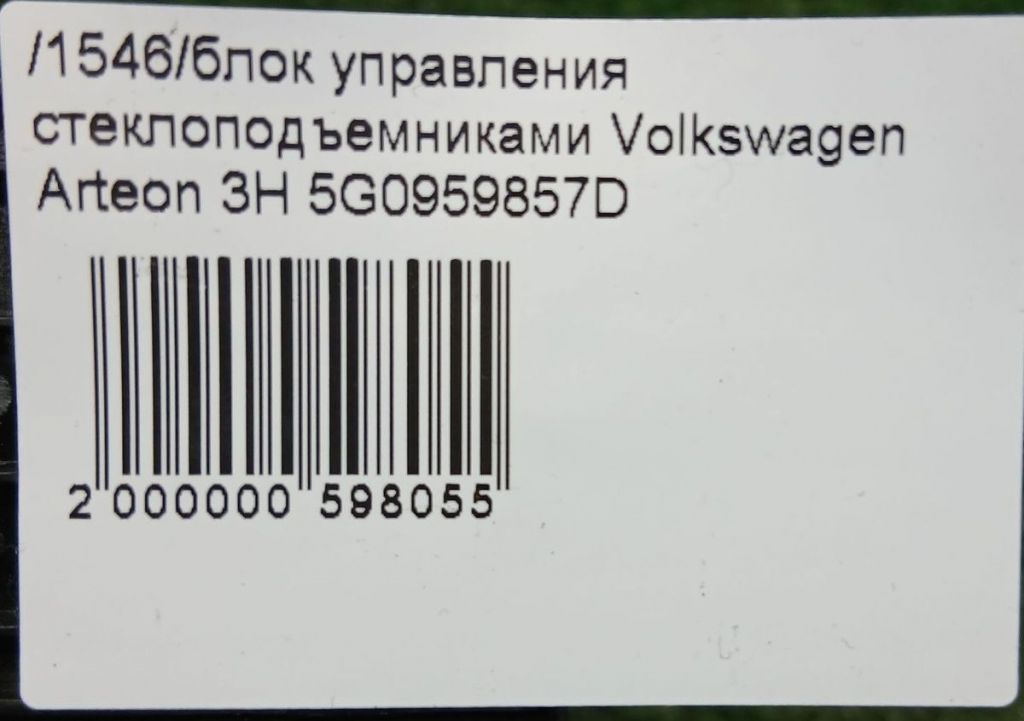 /1546/блок управления
стеклоподъемниками Volkswagen
Arteon 3H 5G0959857D
2 000000 598055